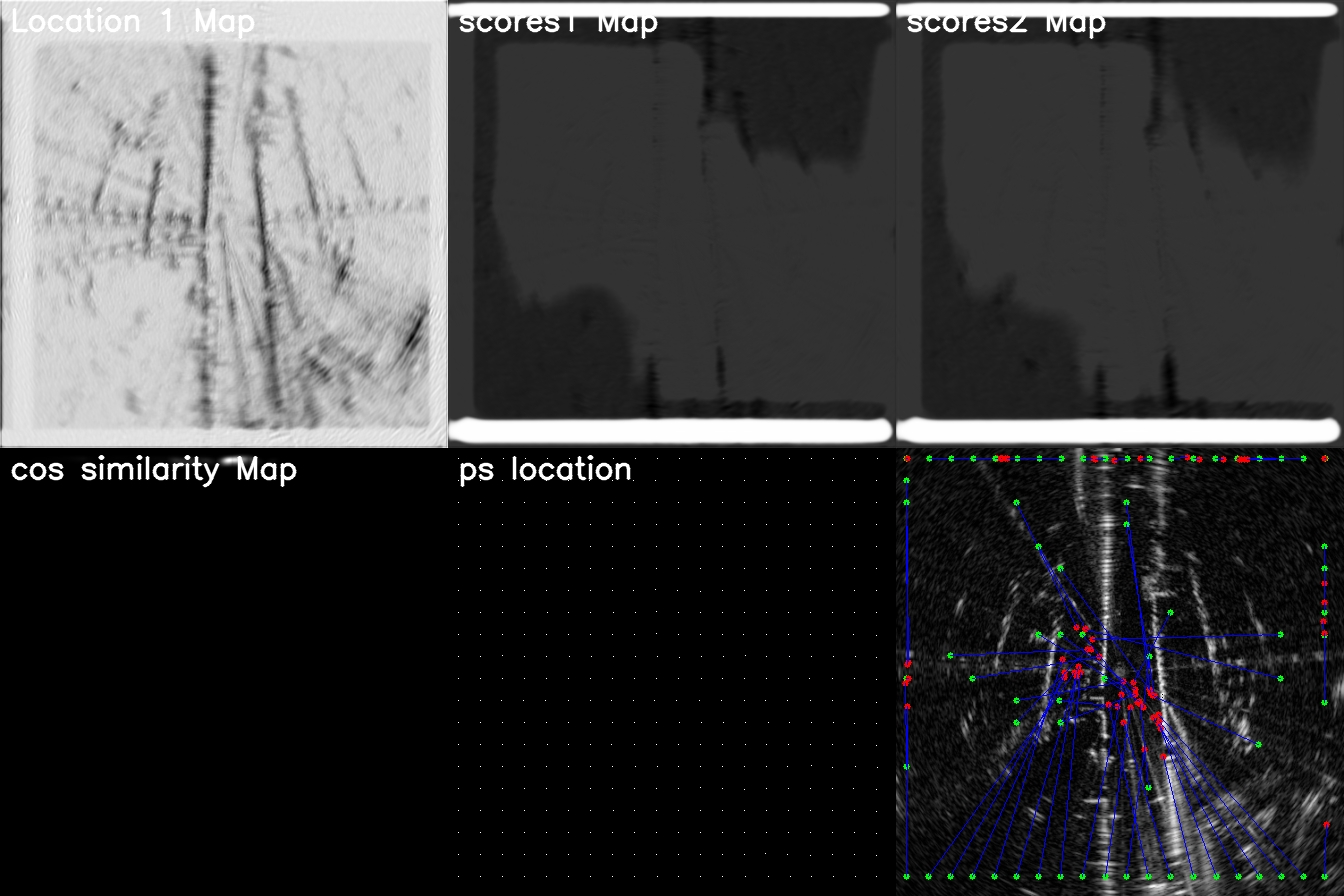 Location 1 Map
scores1 Map
scores2 Map
cos similarity Map
ps location